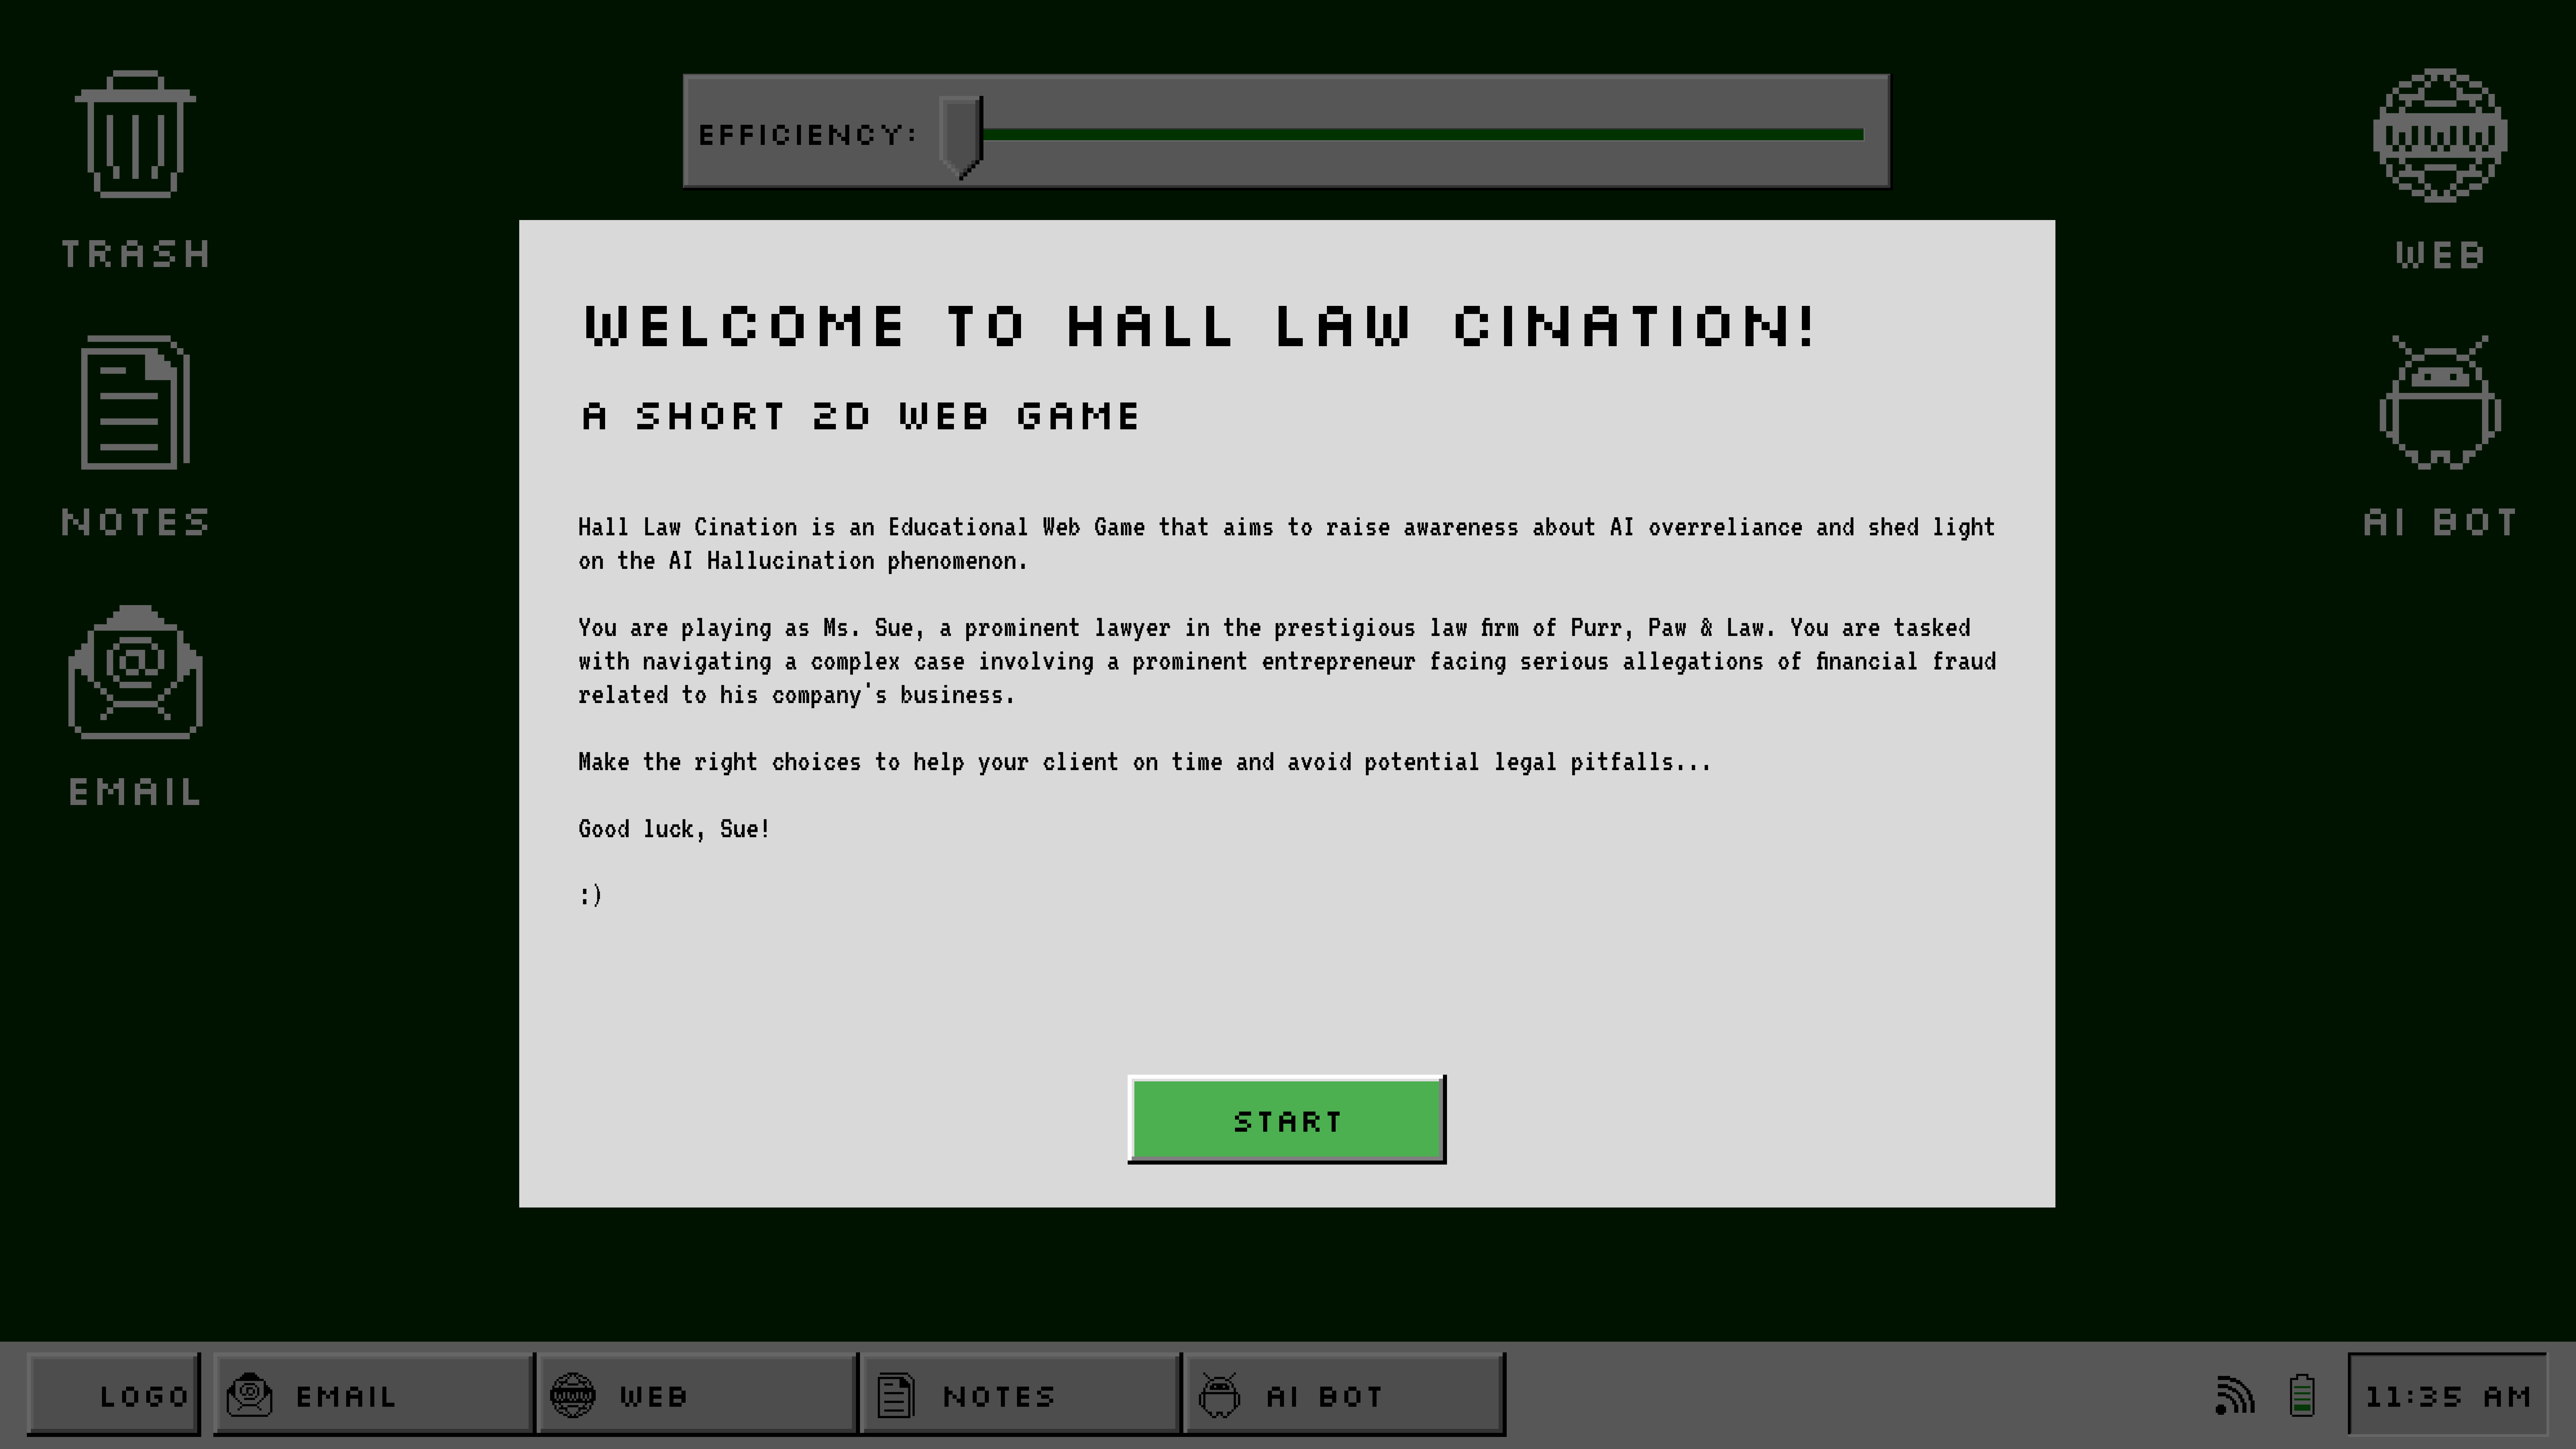 EFFICIENCY:
WWW
TRASH
WEB
WELCOME TO HALL LAW CINATION!
A SHORT 2D WEB GAME
NOTES
AI BOT
Hall Law Cination is an Educational Web Game that aims to raise awareness about AI overreliance and shed light
on the AI Hallucination phenomenon.
You are playing as Ms. Sue, a prominent lawyer in the prestigious law firm of Purr, Paw & Law. You are tasked
with navigating a complex case involving a prominent entrepreneur facing serious allegations of financial fraud
related to his company's business.
@
EMAIL
Make the right choices to help your client on time and avoid potential legal pitfalls...
Good luck, Sue!
:)
START
LOGO
@
EMAIL
WWW
WEB
NOTES
AI BOT
11:35 AM